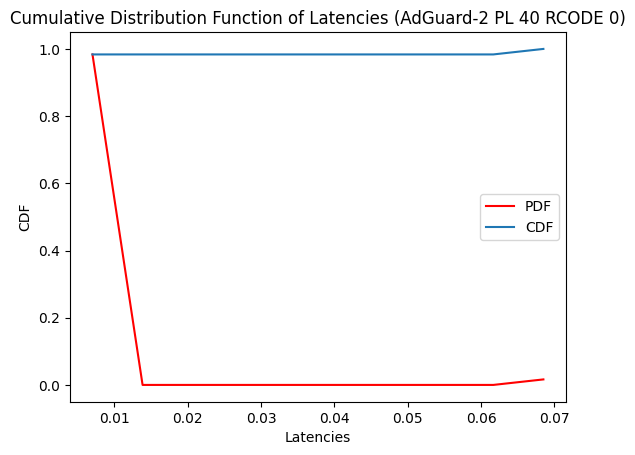 Cumulative Distribution Function of Latencies (AdGuard-2 PL 40 RCODE 0)
1.0
0.8
0.6
0.4
0.2
0.0
CDF
PDF
CDF
0.01 0.02 0.03 0.04 0.05 0.06 0.07
Latencies